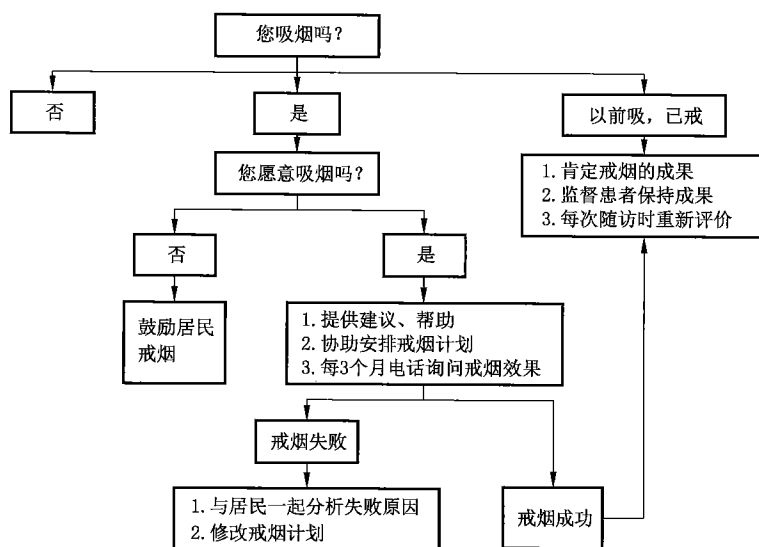 您吸烟吗?
否
是
以前吸,已戒
您愿意吸烟吗?
1.肯定戒烟的成果
2.监督患者保持成果
3.每次随访时重新评价
否
是
鼓励居民
戒烟
1.提供建议、帮助
2.协助安排戒烟计划
3.每3个月电话询问戒烟效果
戒烟失败
1.与居民一起分析失败原因
2.修改戒烟计划
戒烟成功